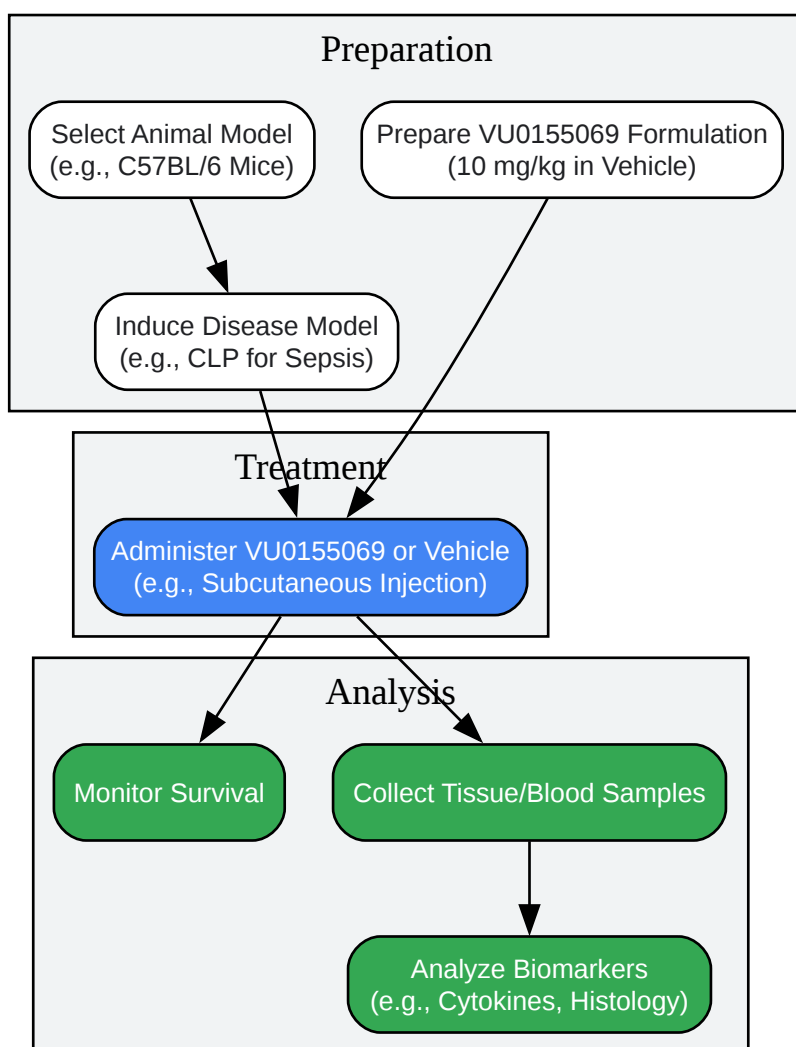 Preparation
Select Animal Model
(e.g., C57BL/6 Mice)
Prepare VU0155069 Formulation
(10 mg/kg in Vehicle)
Induce Disease Model
(e.g., CLP for Sepsis)
Treatment
Administer VU0155069 or Vehicle
(e.g., Subcutaneous Injection)
Analysis
Monitor Survival
Collect Tissue/Blood Samples
Analyze Biomarkers
(e.g., Cytokines, Histology)